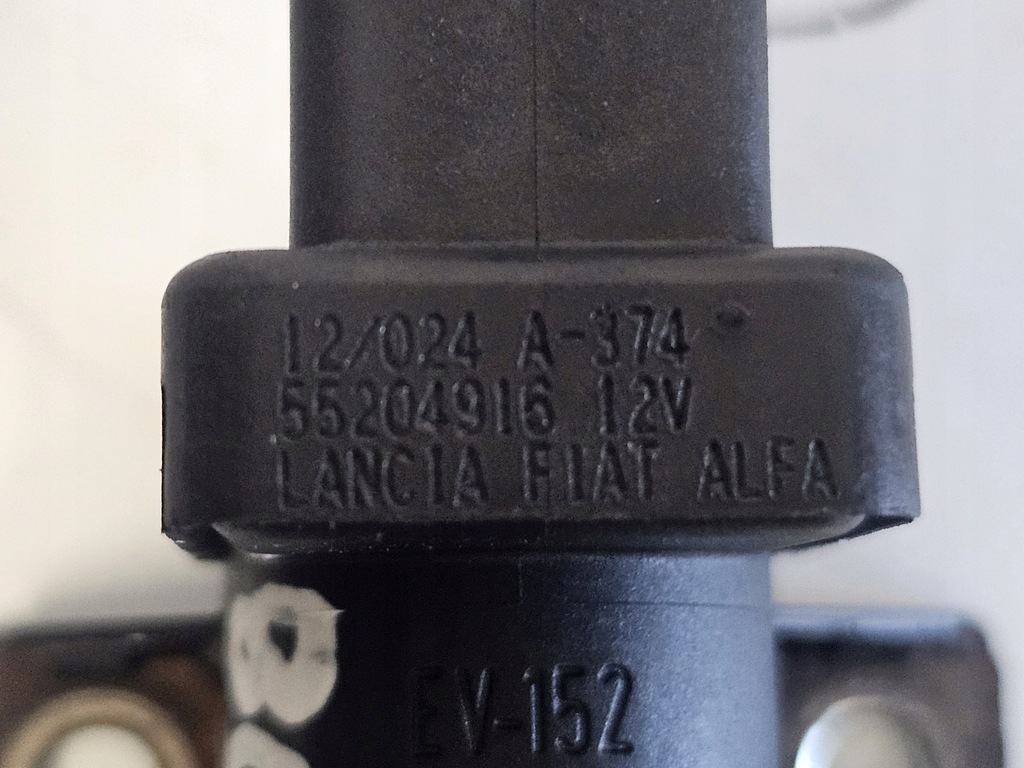 12/024 A-374
55204916 12V
LANCIA FIAT ALFA
EV-152